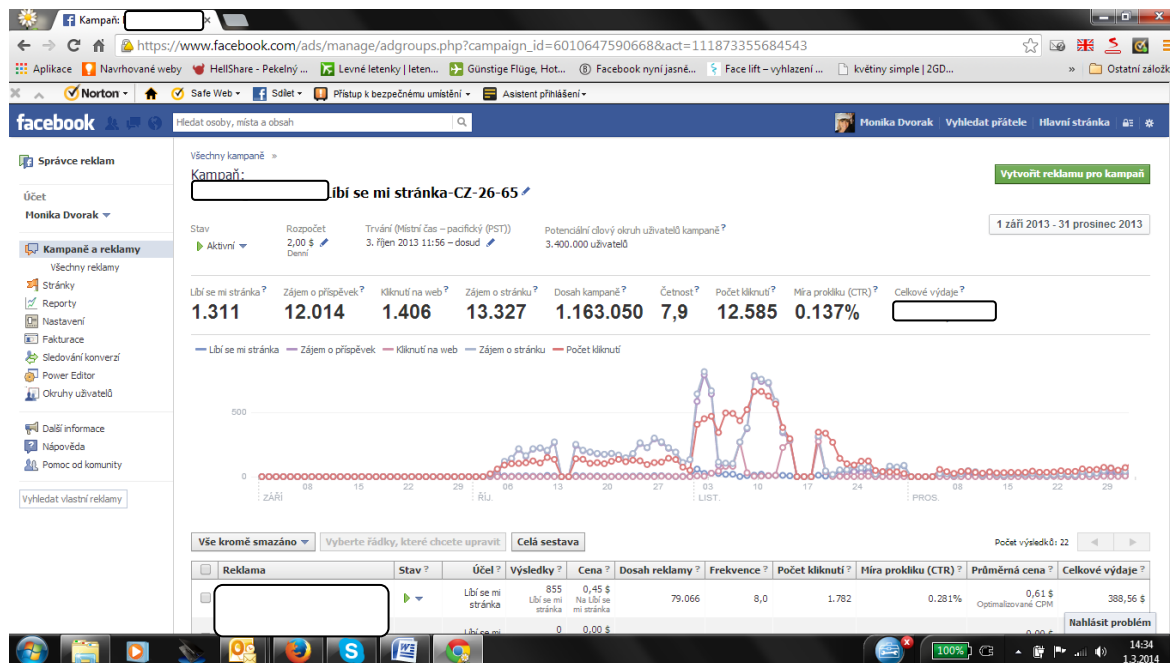 Kampaň:
https://www.facebook.com/ads/manage/adgroups.php?campaign_id=6010647590668&act=111873355684543
Aplikace Navrhované weby HellShare - Pekelný ... Levné letenky | leten... Günstige Flüge, Hot... Facebook nyní jasně... Face lift – vyhlazení ... květiny simple | 2GD... » Ostatní záložk
Norton Safe Web Sdílet Přístup k bezpečnému umístění Asistent přihlášení
facebook Hledat osoby, místa a obsah Monika Dvorak Vyhledat přátele Hlavní stránka
Správce reklam
Účet
Monika Dvorak
Kampaně a reklamy
Všechny reklamy
Stránky
Reporty
Nastavení
Fakturace
Sledování konverzí
Power Editor
Okruhy uživatelů
Další informace
Nápověda
Pomoc od komunity
Vyhledat vlastní reklamy
Všechny kampaně »
Kampaň:
Líbí se mi stránka-CZ-26-65
Vytvořit reklamu pro kampaň
1 září 2013 - 31 prosinec 2013
Stav Rozpočet Trvání (Místní čas – pacifický (PST)) Potenciální cílový okruh uživatelů kampaně ?
Aktivní 2,00 $ 3. říjen 2013 11:56 – dosud 3.400.000 uživatelů
Denní
Líbí se mi stránka ? Zájem o příspěvek ? Kliknutí na web ? Zájem o stránku ? Dosah kampaně ? Četnost ? Počet kliknutí ? Míra prokliku (CTR) ? Celkové výdaje ?
1.311 12.014 1.406 13.327 1.163.050 7,9 12.585 0.137%
Líbí se mi stránka Zájem o příspěvek Kliknutí na web Zájem o stránku Počet kliknutí
500
0
08 15 22 29 06 13 20 27 03 10 17 24 08 15 22 29
ZÁŘÍ ŘÍJ. LIST. PROS.
Vše kromě smazáno Vyberte řádky, které chcete upravit Celá sestava Počet výsledků: 22
Reklama Stav ? Účel ? Výsledky ? Cena ? Dosah reklamy ? Frekvence ? Počet kliknutí ? Míra prokliku (CTR) ? Průměrná cena ? Celkové výdaje ?
Líbí se mi stránka 855 Líbí se mi stránka 0,45 $ Na Líbí se mi stránka 79.066 8,0 1.782 0.281% 0,61 $ Optimalizované CPM 388,56 $
Líbí se mi 0 0,00 $
Nahlásit problém
100%
14:34
1.3.2014